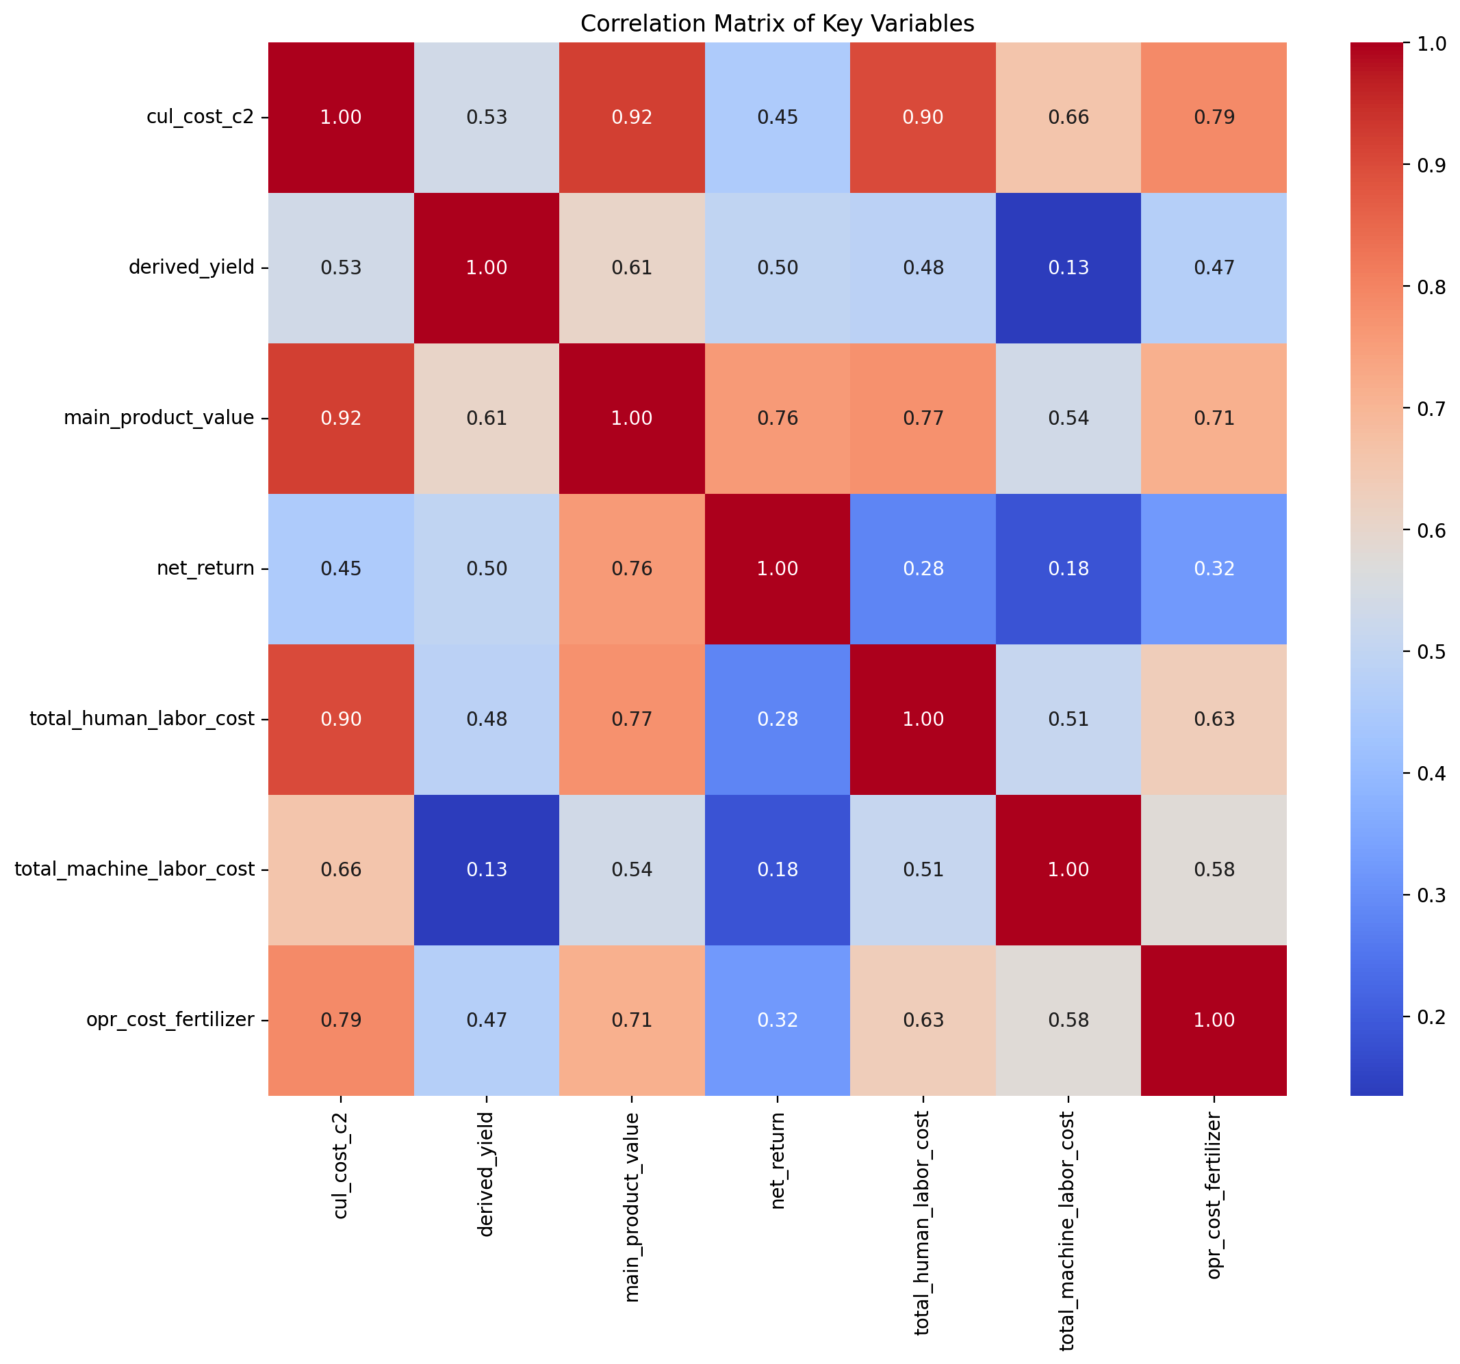 Correlation Matrix of Key Variables
cul_cost_c2 1.00 0.53 0.92 0.45 0.90 0.66 0.79
derived_yield 0.53 1.00 0.61 0.50 0.48 0.13 0.47
main_product_value 0.92 0.61 1.00 0.76 0.77 0.54 0.71
net_return 0.45 0.50 0.76 1.00 0.28 0.18 0.32
total_human_labor_cost 0.90 0.48 0.77 0.28 1.00 0.51 0.63
total_machine_labor_cost 0.66 0.13 0.54 0.18 0.51 1.00 0.58
opr_cost_fertilizer 0.79 0.47 0.71 0.32 0.63 0.58 1.00
cul_cost_c2
derived_yield
main_product_value
net_return
total_human_labor_cost
total_machine_labor_cost
opr_cost_fertilizer
1.0
0.9
0.8
0.7
0.6
0.5
0.4
0.3
0.2